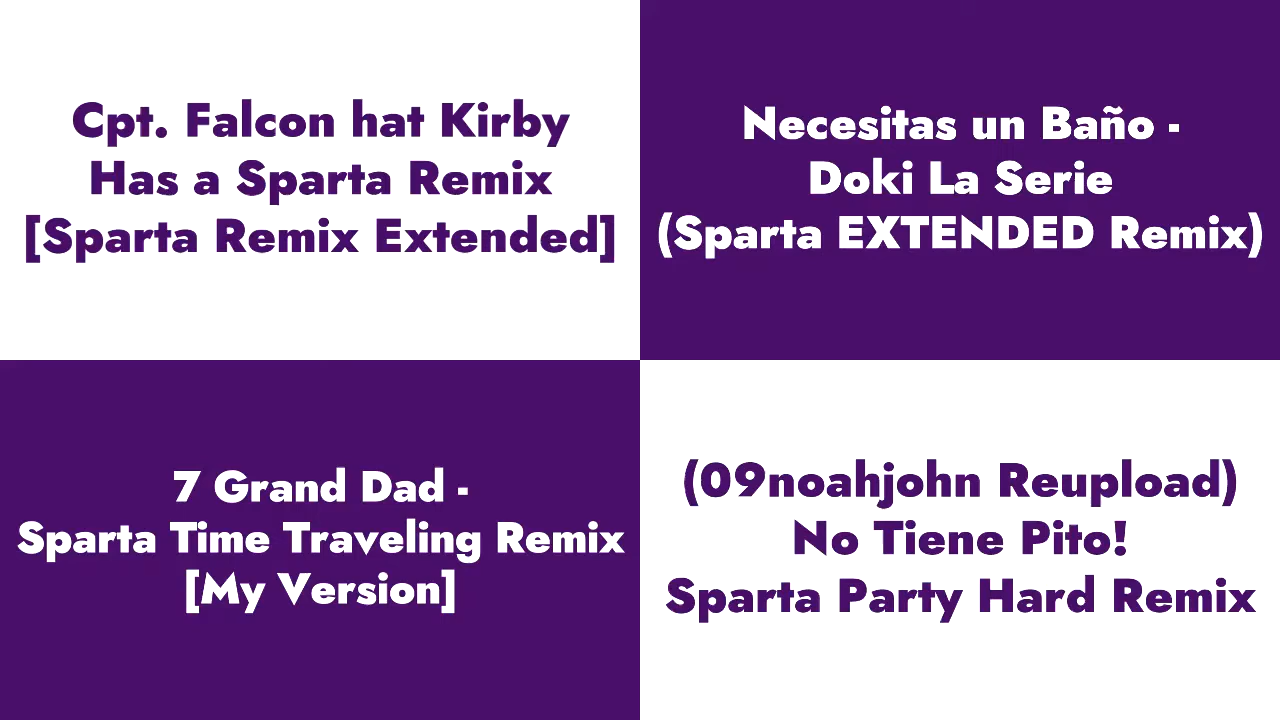 Cpt. Falcon hat Kirby
Has a Sparta Remix
[Sparta Remix Extended]
Necesitas un Baño -
Doki La Serie
(Sparta EXTENDED Remix)
7 Grand Dad -
Sparta Time Traveling Remix
[My Version]
(09noahjohn Reupload)
No Tiene Pito!
Sparta Party Hard Remix